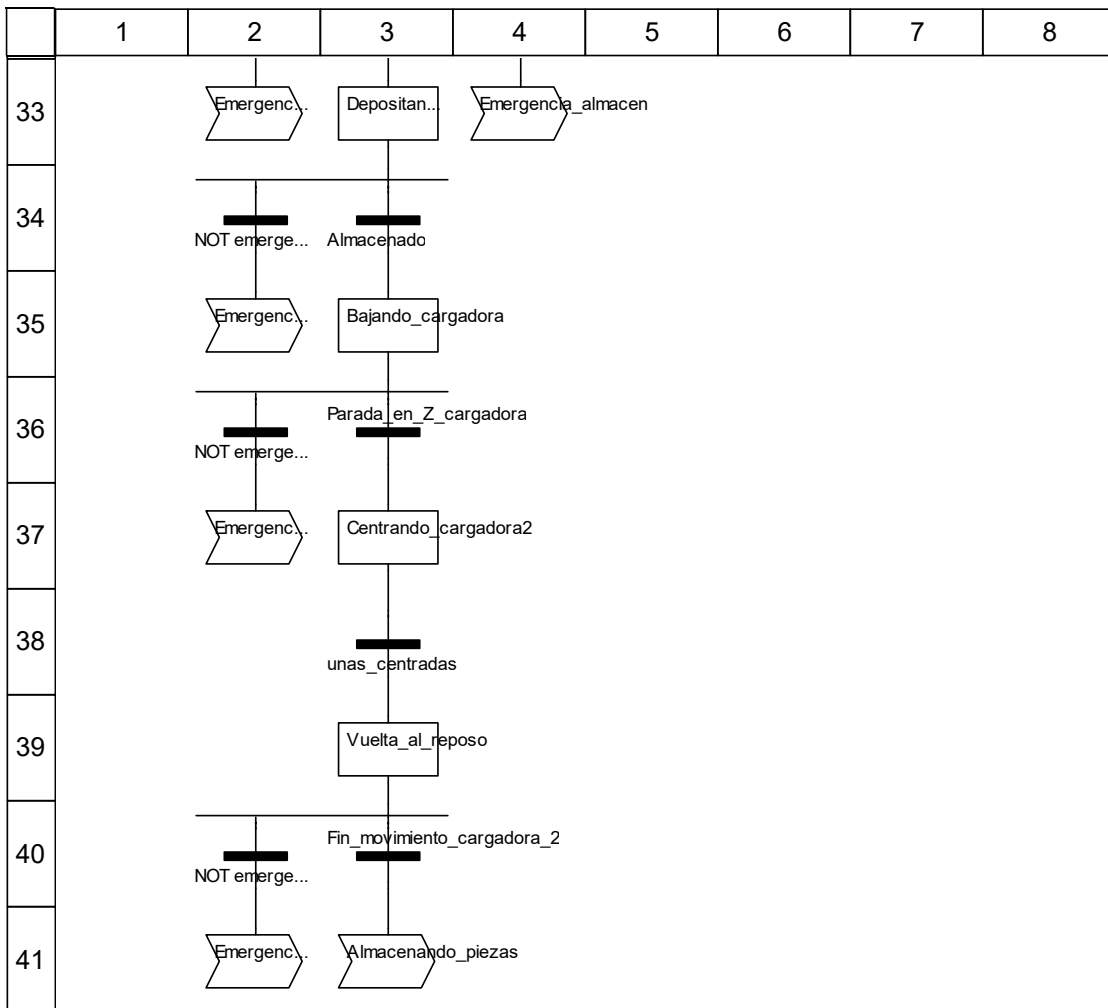 1 2 3 4 5 6 7 8
33 Emergenc... Depositan... Emergencia_almacen
34
NOT emerge... Almacenado
35 Emergenc... Bajando_cargadora
Parada_en_Z_cargadora
36
NOT emerge...
37 Emergenc... Centrando_cargadora2
38
unas_centradas
39 Vuelta_al_reposo
Fin_movimiento_cargadora_2
40
NOT emerge...
41 Emergenc... Almacenando_piezas